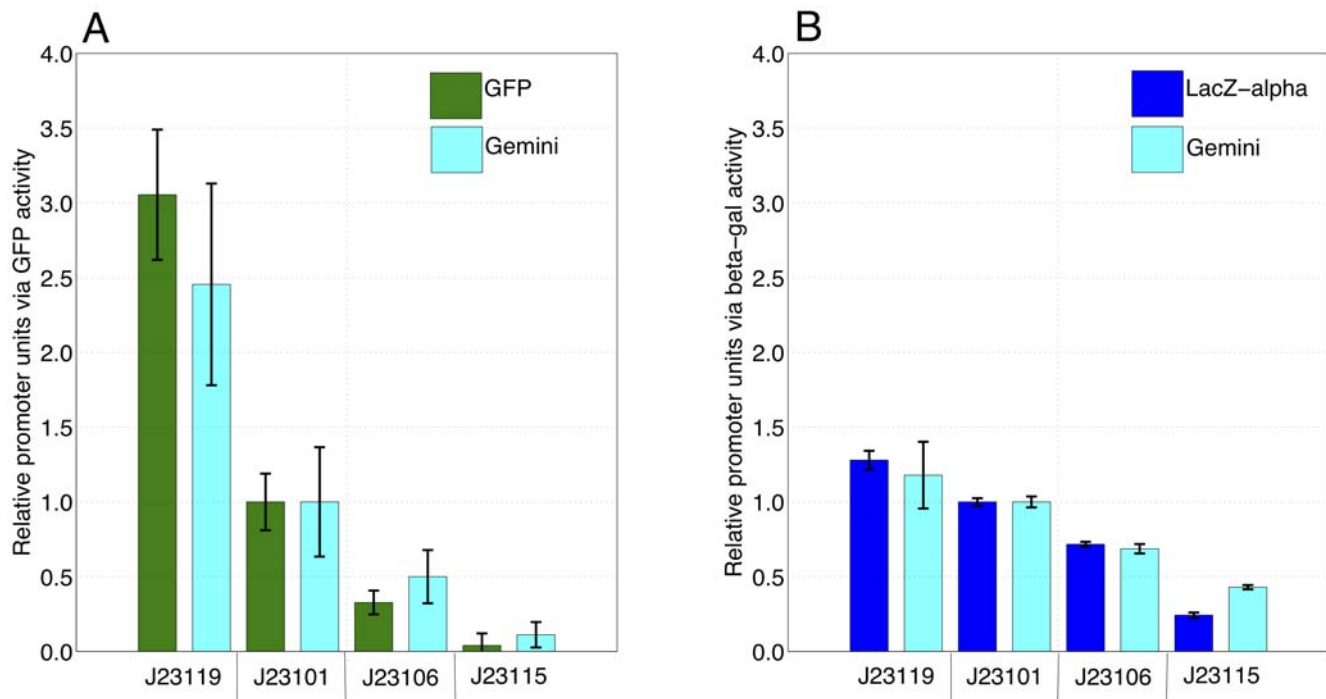 A
Relative promoter units via GFP activity
4.0
3.5
3.0
2.5
2.0
1.5
1.0
0.5
0.0
GFP
Gemini
J23119 J23101 J23106 J23115
B
Relative promoter units via beta-gal activity
4.0
3.5
3.0
2.5
2.0
1.5
1.0
0.5
0.0
LacZ-alpha
Gemini
J23119 J23101 J23106 J23115